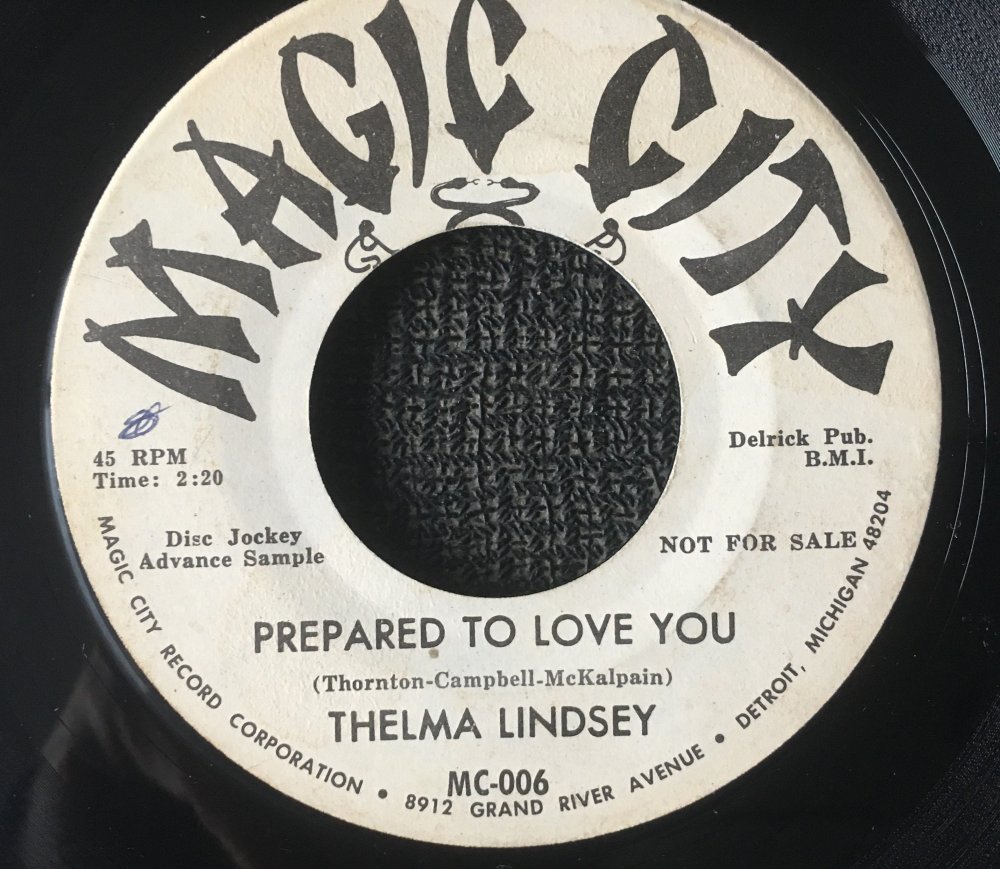 MAGIC CITY
45 RPM
Time: 2:20
Delrick Pub.
B.M.I.
Disc Jockey
Advance Sample
NOT FOR SALE
PREPARED TO LOVE YOU
(Thornton-Campbell-McKalpain)
THELMA LINDSEY
MC-006
MAGIC CITY RECORD CORPORATION • 8912 GRAND RIVER AVENUE • DETROIT, MICHIGAN 48204